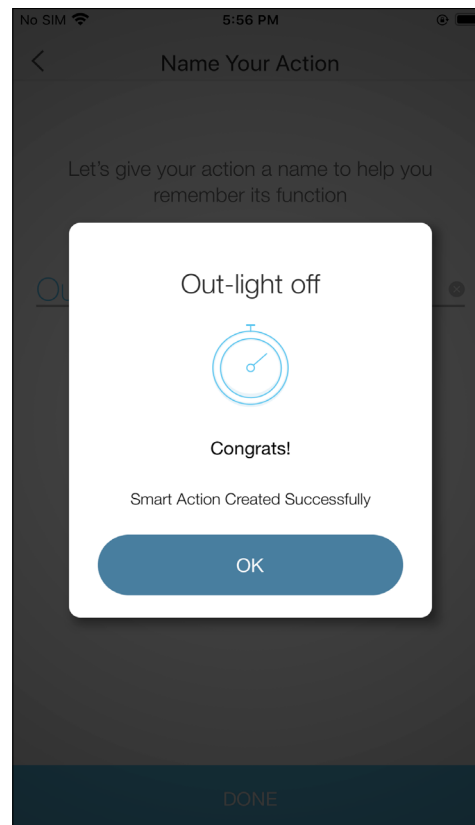 No SIM 5:56 PM
Name Your Action
Let's give your action a name to help you
remember its function
Out-light off
Congrats!
Smart Action Created Successfully
OK
DONE